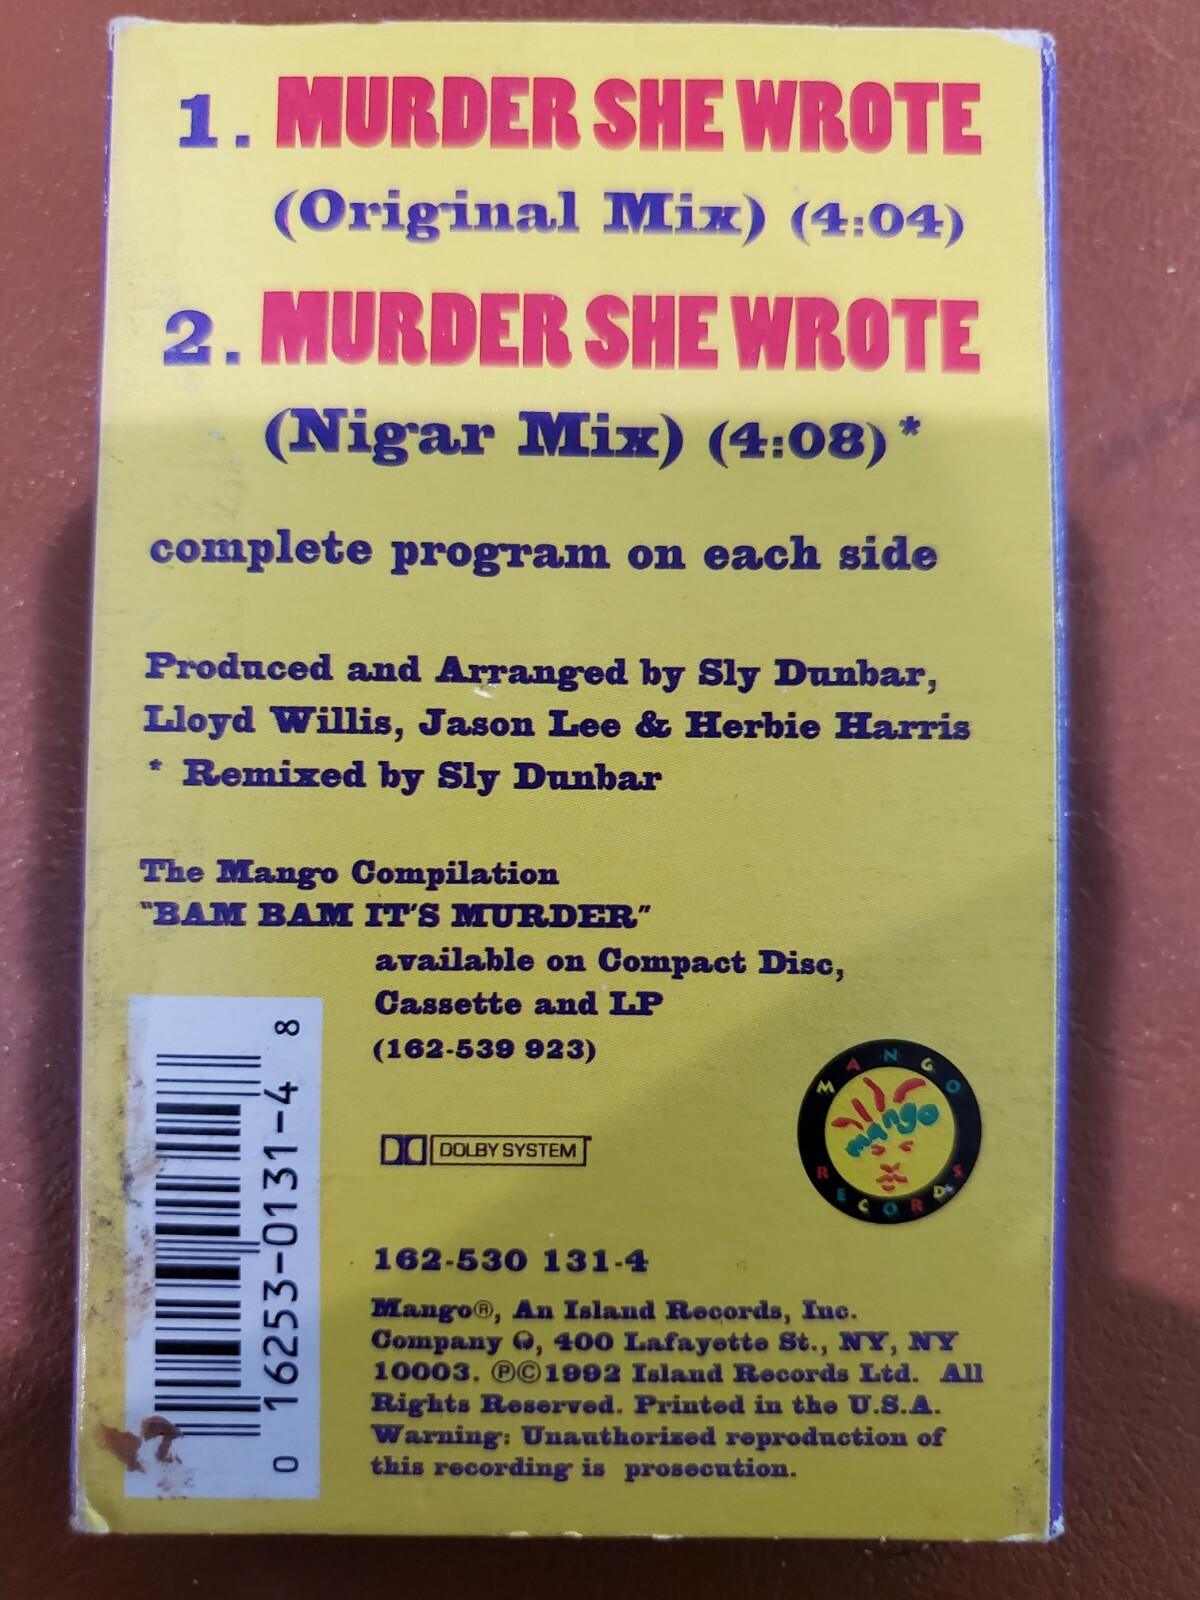 1. MURDER SHE WROTE
(Original Mix) (4:04)
2. MURDER SHE WROTE
(Nigar Mix) (4:08)*
complete program on each side
Produced and Arranged by Sly Dunbar,
Lloyd Willis, Jason Lee & Herbie Harris
* Remixed by Sly Dunbar
The Mango Compilation
"BAM BAM IT'S MURDER"
available on Compact Disc,
Cassette and LP
(162-539 923)
DOLBY SYSTEM
MANGO RECORDS
mango
0 16253-0131-4 8
162-530 131-4
Mango®, An Island Records, Inc.
Company, 400 Lafayette St., NY, NY
10003. ℗©1992 Island Records Ltd. All
Rights Reserved. Printed in the U.S.A.
Warning: Unauthorized reproduction of
this recording is prosecution.